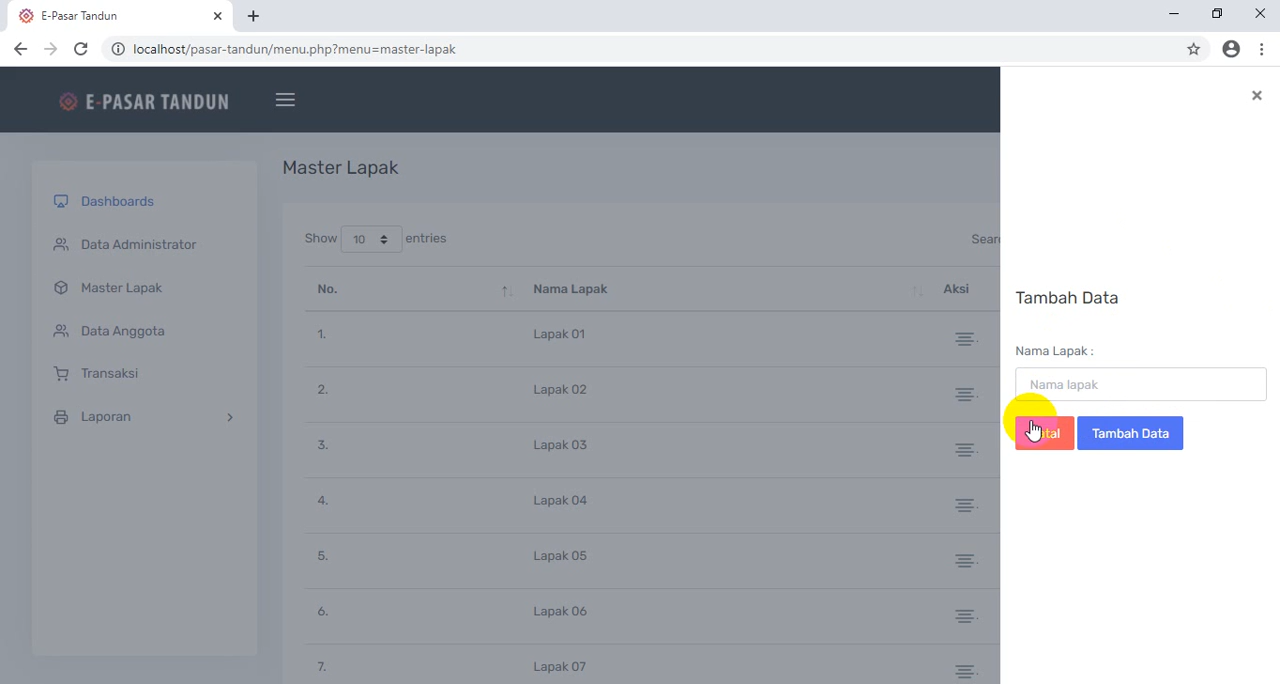 E-Pasar Tandun
localhost/pasar-tandun/menu.php?menu=master-lapak
E-PASAR TANDUN
Dashboards
Data Administrator
Master Lapak
Data Anggota
Transaksi
Laporan
Master Lapak
Show 10 entries
No. Nama Lapak Aksi
1. Lapak 01
2. Lapak 02
3. Lapak 03
4. Lapak 04
5. Lapak 05
6. Lapak 06
7. Lapak 07
Tambah Data
Nama Lapak :
Nama lapak
Tambah Data